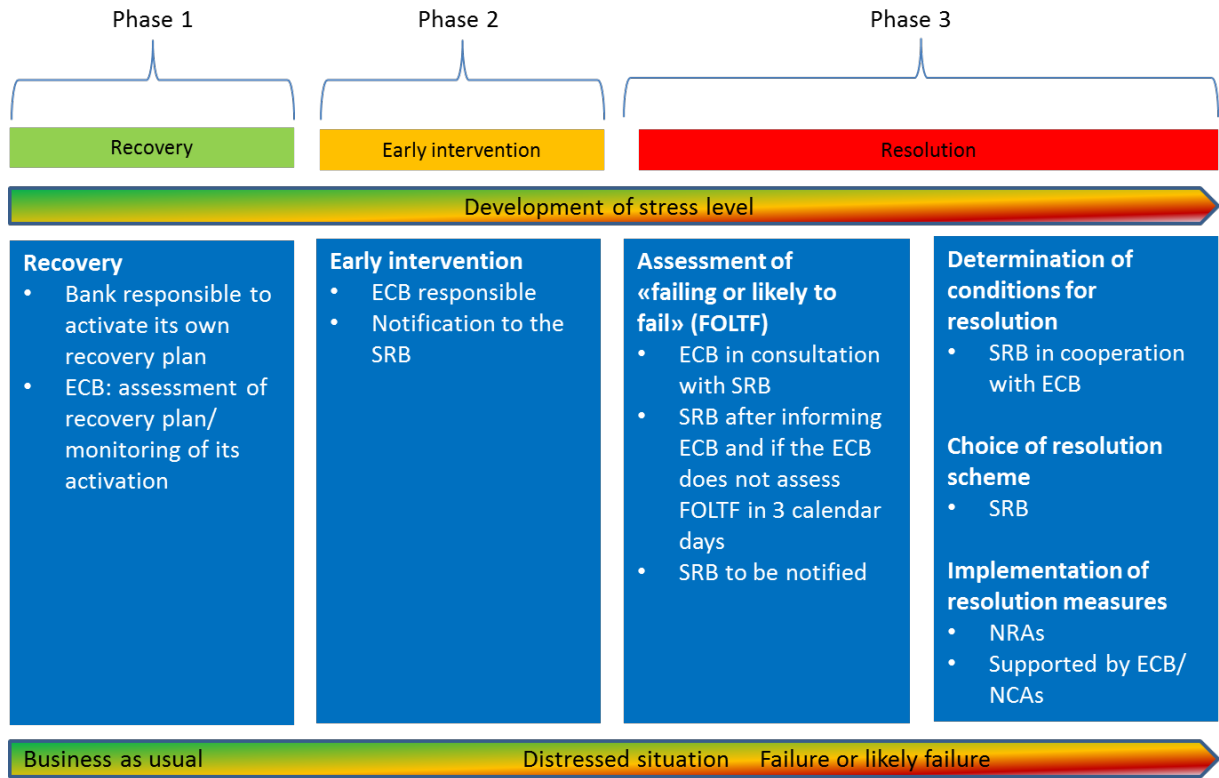 Phase 1
Phase 2
Phase 3
Recovery
Early intervention
Resolution
Development of stress level
Recovery
• Bank responsible to
activate its own
recovery plan
• ECB: assessment of
recovery plan/
monitoring of its
activation
Early intervention
• ECB responsible
• Notification to the
SRB
Assessment of
«failing or likely to
fail» (FOLTF)
• ECB in consultation
with SRB
• SRB after informing
ECB and if the ECB
does not assess
FOLTF in 3 calendar
days
• SRB to be notified
Determination of
conditions for
resolution
• SRB in cooperation
with ECB
Choice of resolution
scheme
• SRB
Implementation of
resolution measures
• NRAs
• Supported by ECB/
NCAs
Business as usual
Distressed situation
Failure or likely failure